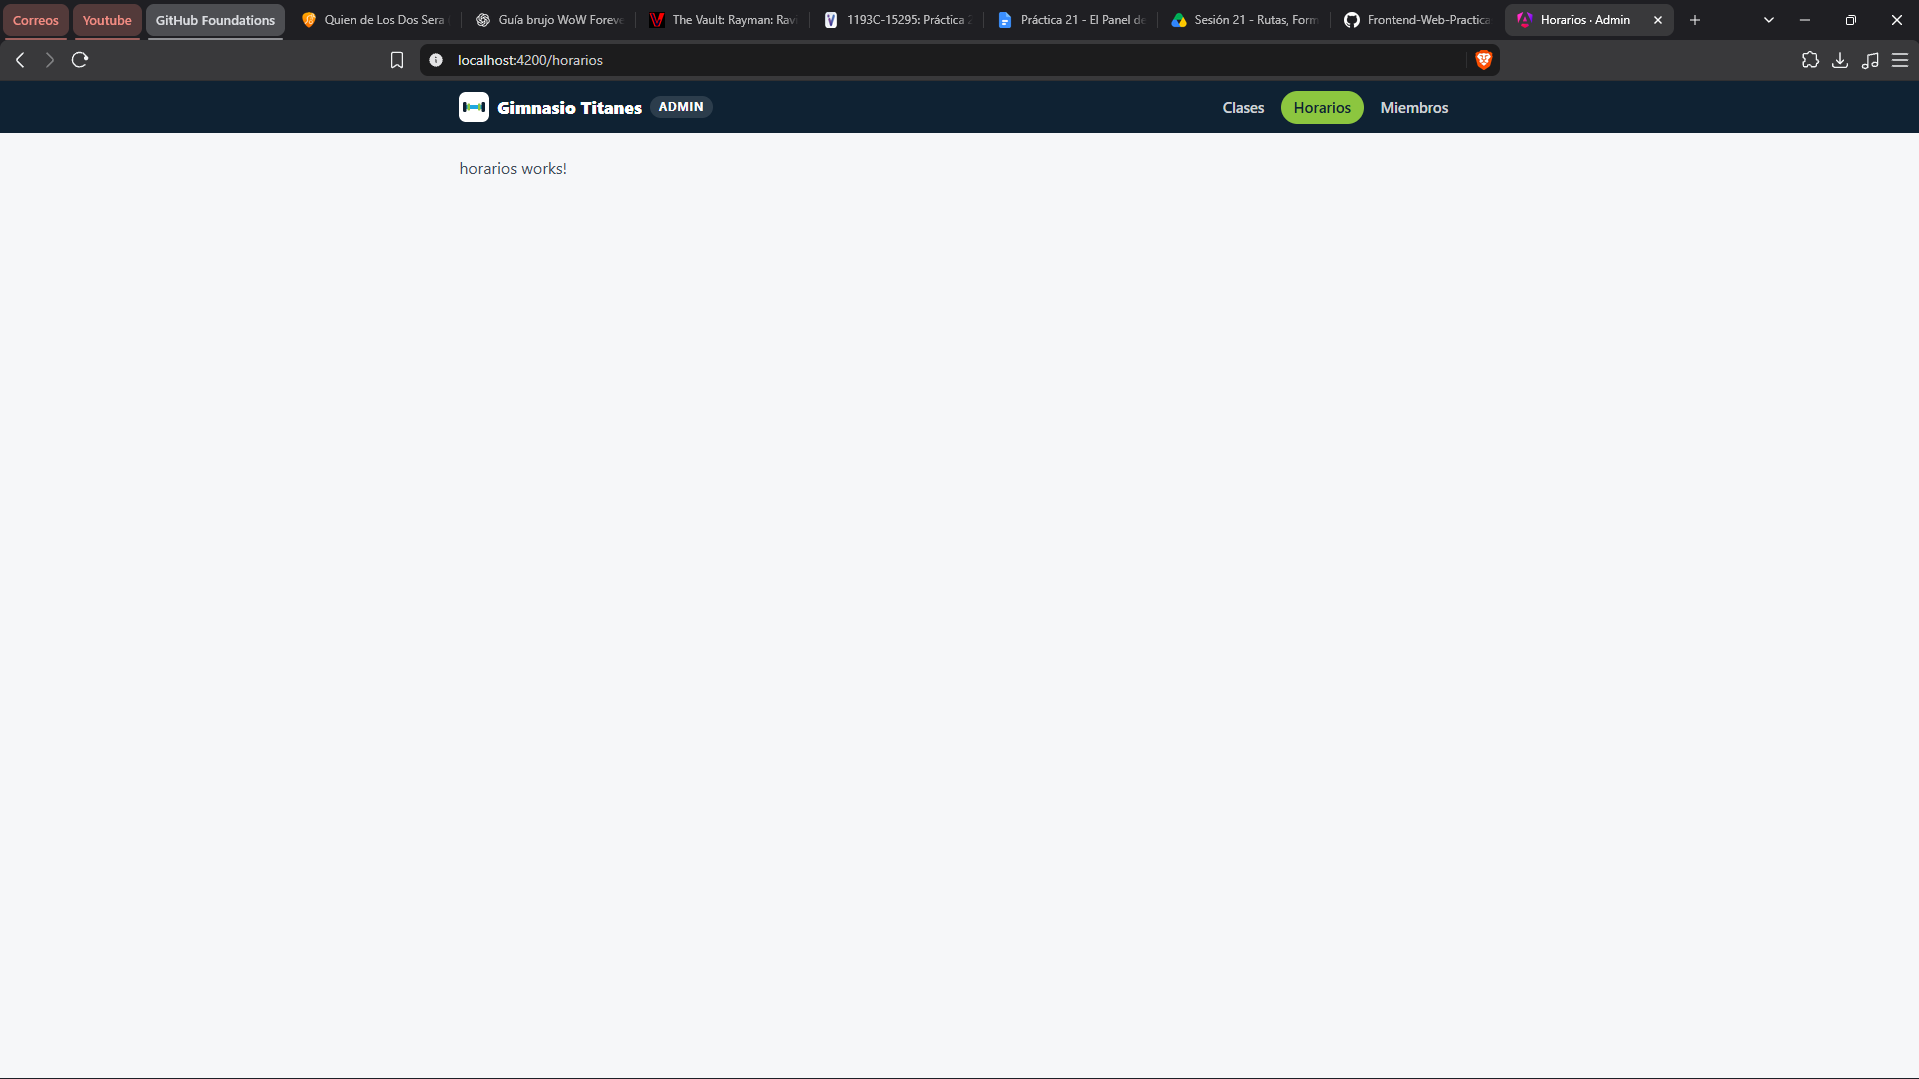 Correos
Youtube
GitHub Foundations
Quien de Los Dos Sera
Guía brujo WoW Foreve
The Vault: Rayman: Rav
1193C-15295: Práctica 2
Práctica 21 - El Panel de
Sesión 21 - Rutas, Form
Frontend-Web-Practica
Horarios · Admin
localhost:4200/horarios
Gimnasio Titanes
ADMIN
Clases
Horarios
Miembros
horarios works!